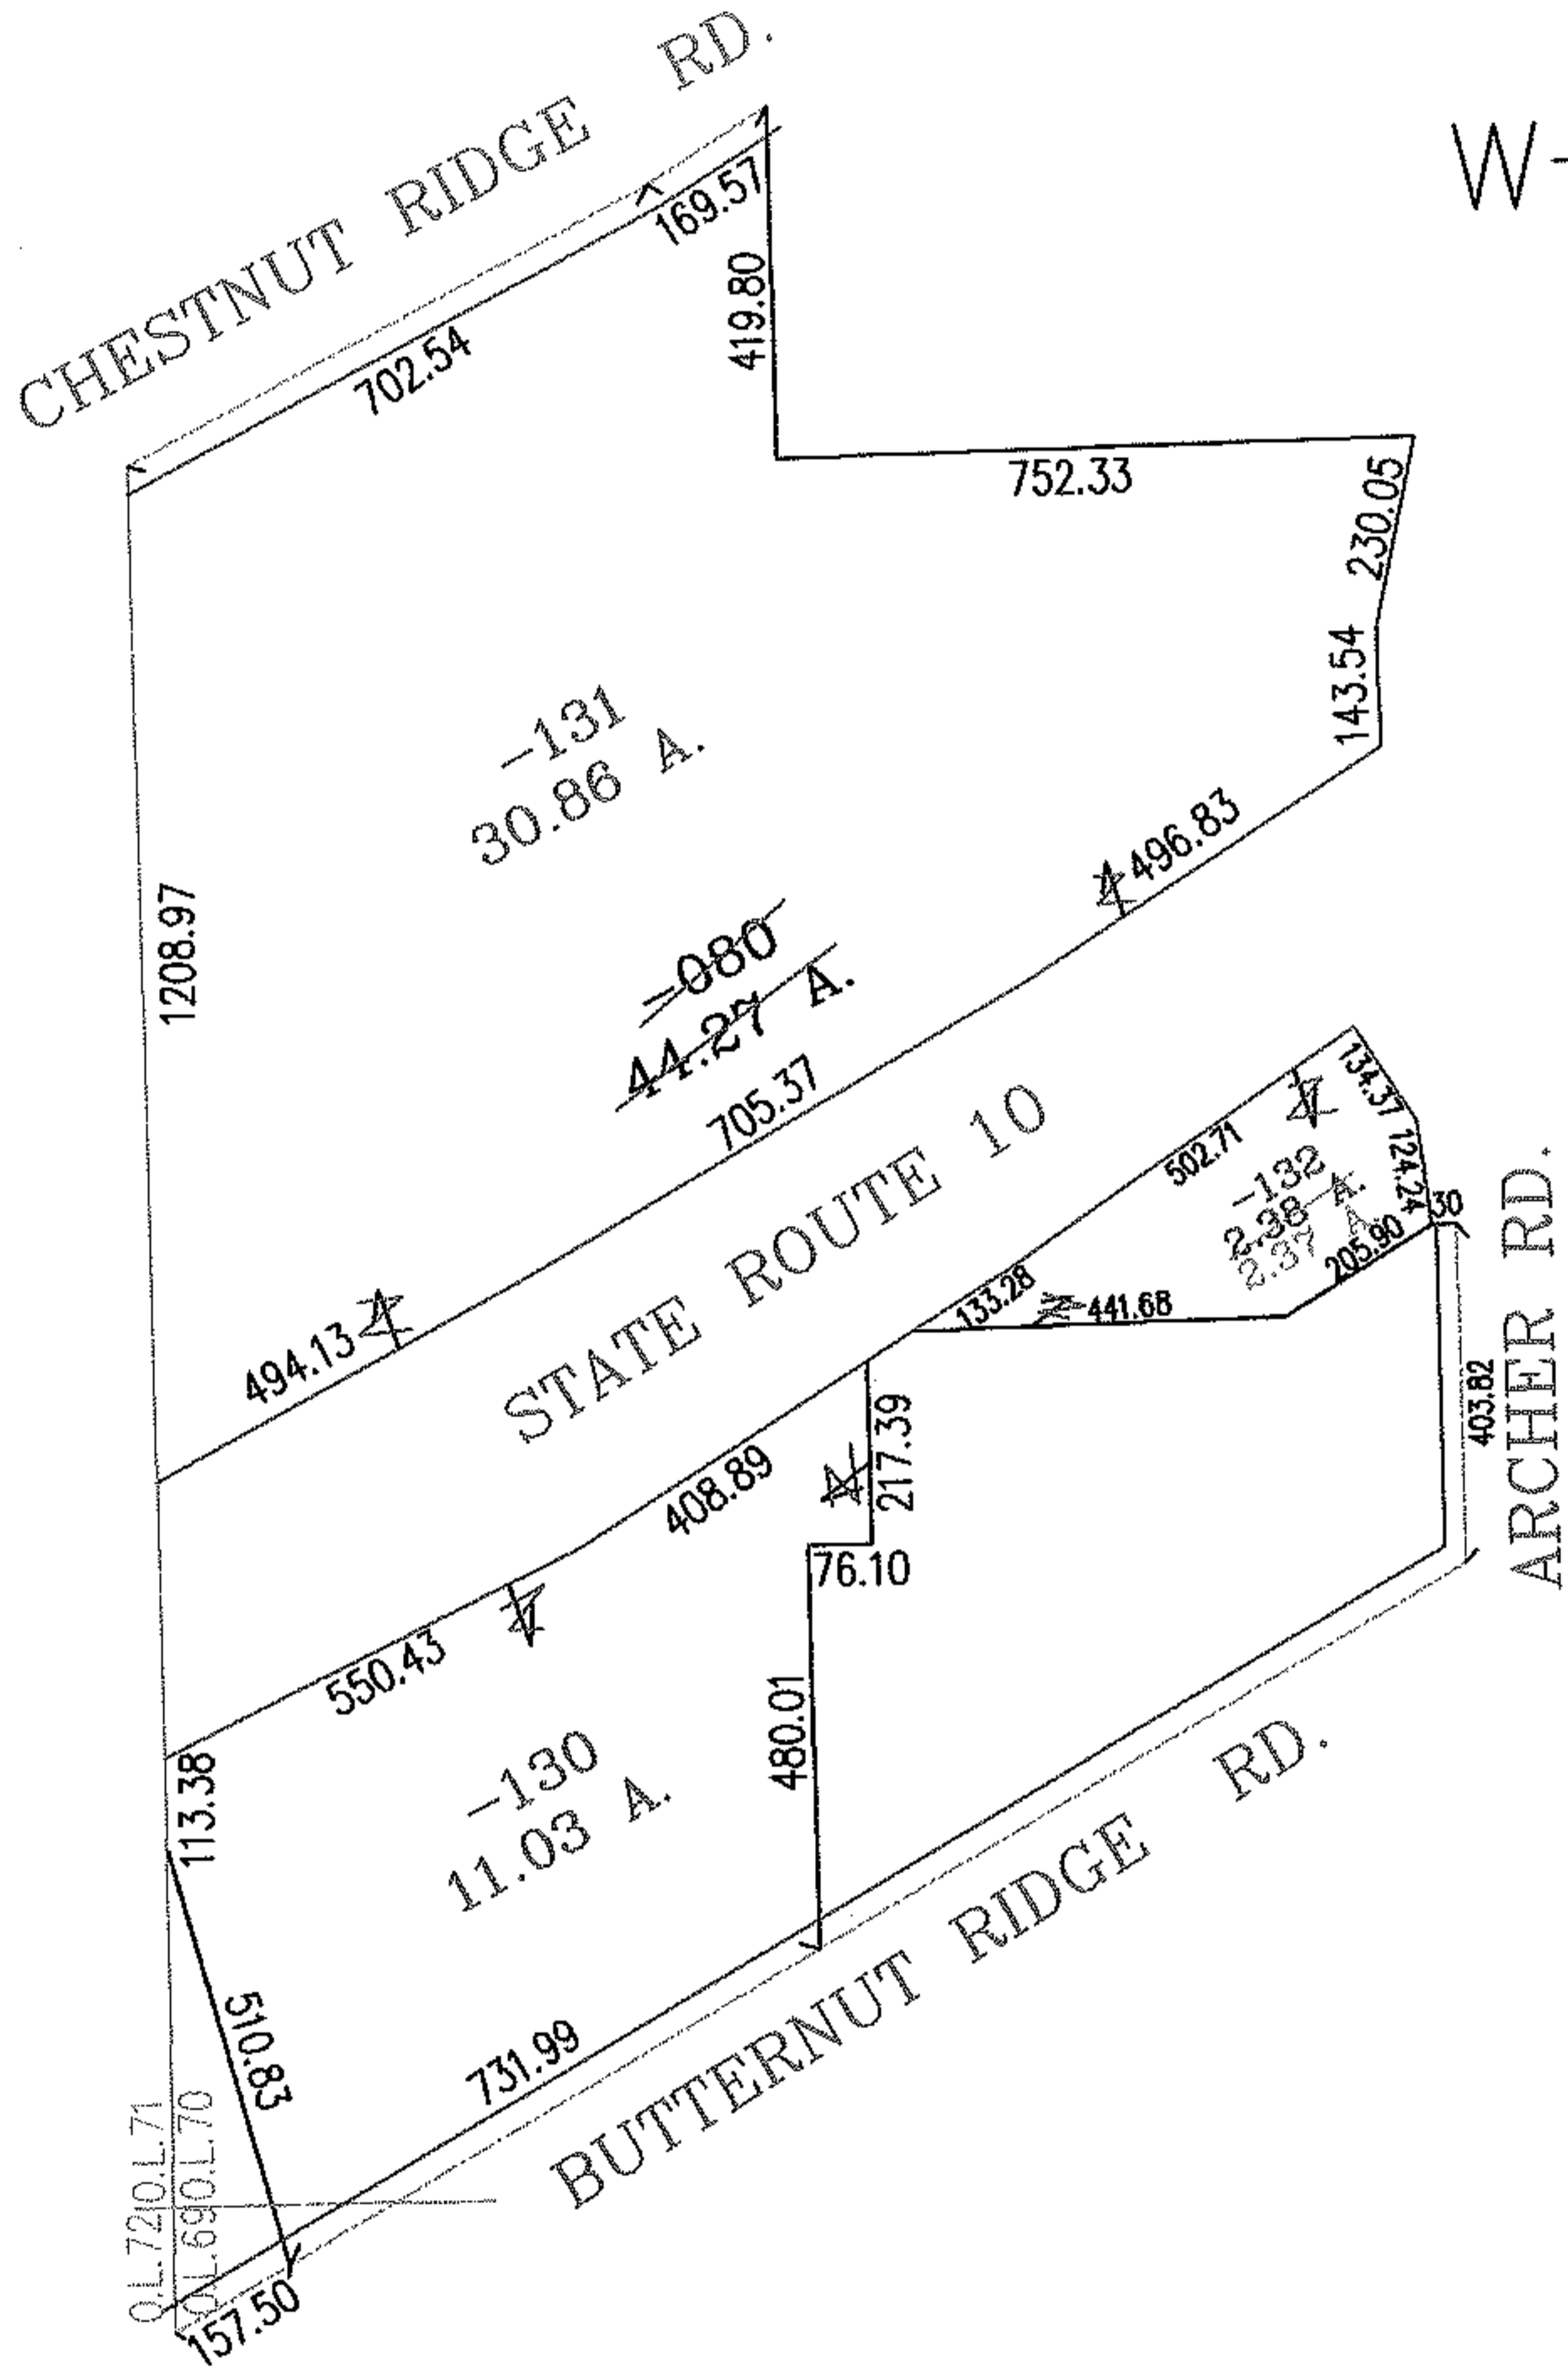 CHESTNUT RIDGE RD.
W-
169.57
702.54
419.80
752.33
230.05
143.54
-131
30.86 A.
496.83
1208.97
-080
44.27 A.
705.37
STATE ROUTE 10
494.13
134.37
124.24
30
502.71
-132
2.38 A.
2.37 A.
205.90
133.28
441.68
403.82
ARCHER RD.
408.89
217.39
76.10
550.43
480.01
113.38
-130
11.03 A.
510.83
731.99
BUTTERNUT RIDGE RD.
O.L.72 O.L.71
O.L.69 O.L.70
157.50